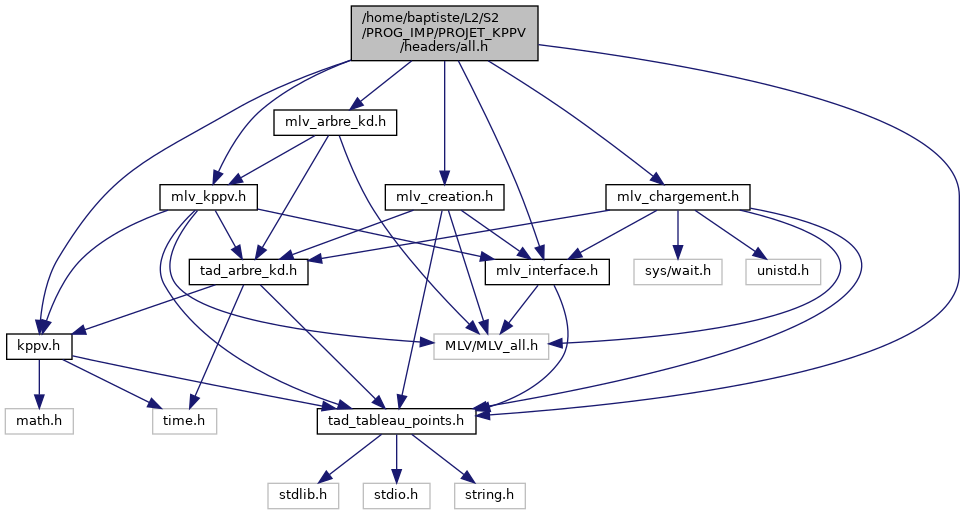 /home/baptiste/L2/S2
/PROG_IMP/PROJET_KPPV
/headers/all.h
mlv_arbre_kd.h
mlv_kppv.h
mlv_creation.h
mlv_chargement.h
tad_arbre_kd.h
mlv_interface.h
sys/wait.h
unistd.h
kppv.h
MLV/MLV_all.h
math.h
time.h
tad_tableau_points.h
stdlib.h
stdio.h
string.h